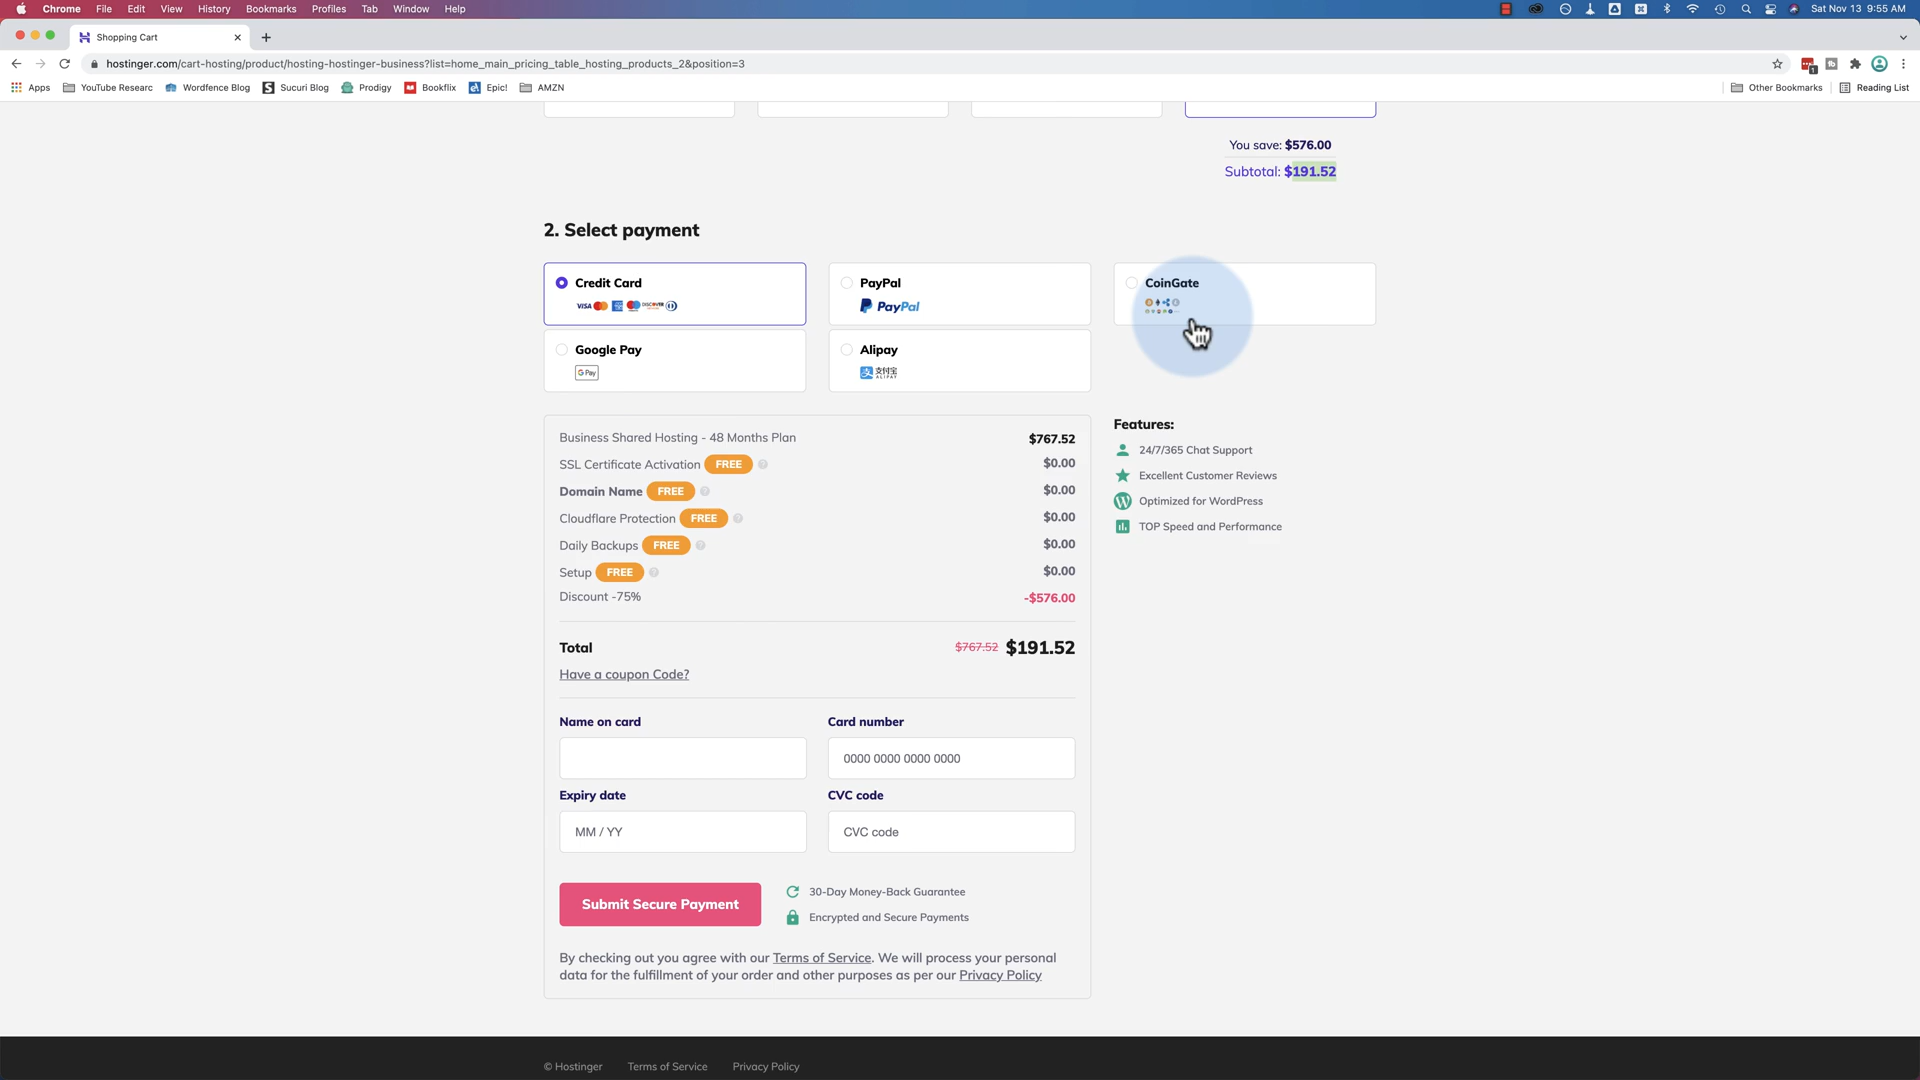 Chrome File Edit View History Bookmarks Profiles Tab Window Help Sat Nov 13 9:55 AM
Shopping Cart
hostinger.com/cart-hosting/product/hosting-hostinger-business?list=home_main_pricing_table_hosting_products_2&position=3
Apps YouTube Researc Wordfence Blog Sucuri Blog Prodigy Bookflix Epic! AMZN Other Bookmarks Reading List
You save: $576.00
Subtotal: $191.52
2. Select payment
Credit Card PayPal CoinGate
VISA DISCOVER PayPal
Google Pay Alipay
G Pay 支付宝
ALIPAY
Business Shared Hosting - 48 Months Plan $767.52
SSL Certificate Activation FREE $0.00
Domain Name FREE $0.00
Cloudflare Protection FREE $0.00
Daily Backups FREE $0.00
Setup FREE $0.00
Discount -75% -$576.00
Total $767.52 $191.52
Have a coupon Code?
Features:
24/7/365 Chat Support
Excellent Customer Reviews
Optimized for WordPress
TOP Speed and Performance
Name on card Card number
0000 0000 0000 0000
Expiry date CVC code
MM / YY CVC code
Submit Secure Payment
30-Day Money-Back Guarantee
Encrypted and Secure Payments
By checking out you agree with our Terms of Service. We will process your personal
data for the fulfillment of your order and other purposes as per our Privacy Policy
© Hostinger Terms of Service Privacy Policy